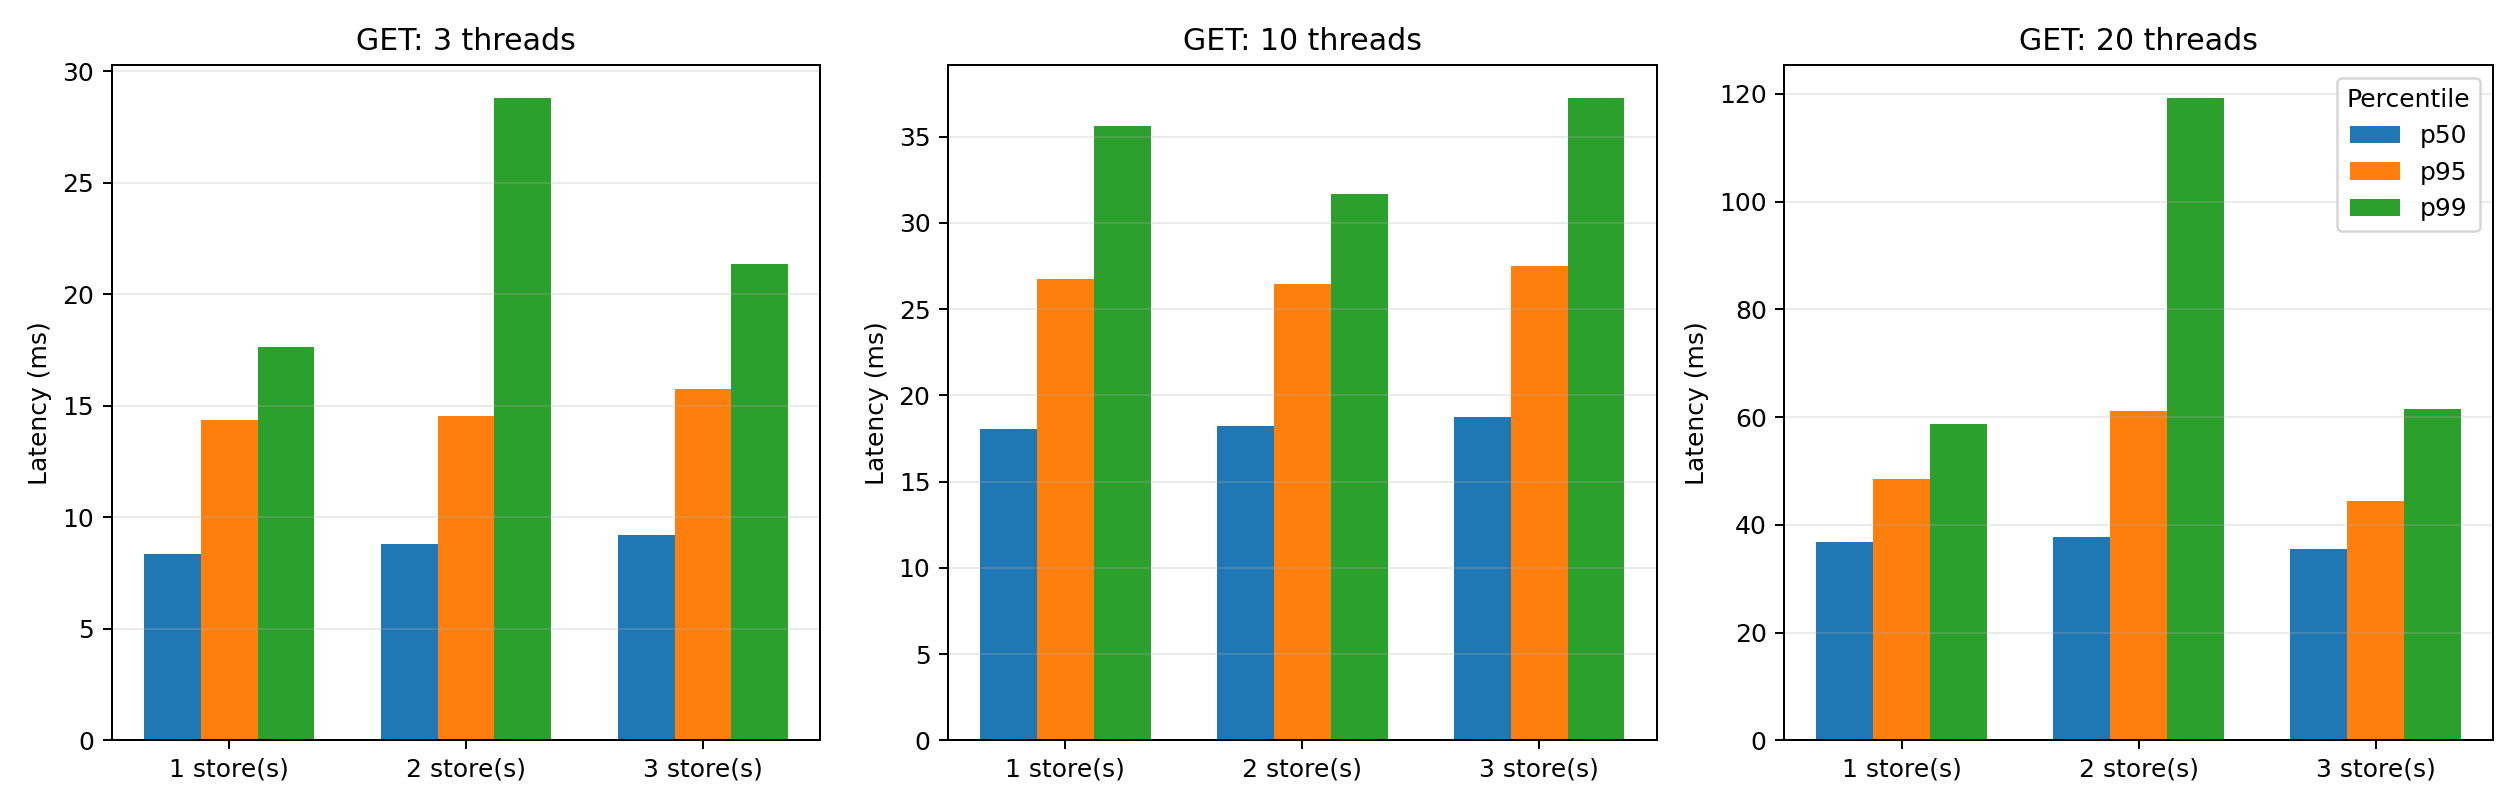 GET: 3 threads
30
25
20
15
10
5
0
Latency (ms)
1 store(s)
2 store(s)
3 store(s)
GET: 10 threads
35
30
25
20
15
10
5
0
Latency (ms)
1 store(s)
2 store(s)
3 store(s)
GET: 20 threads
120
100
80
60
40
20
0
Latency (ms)
1 store(s)
2 store(s)
3 store(s)
Percentile
p50
p95
p99